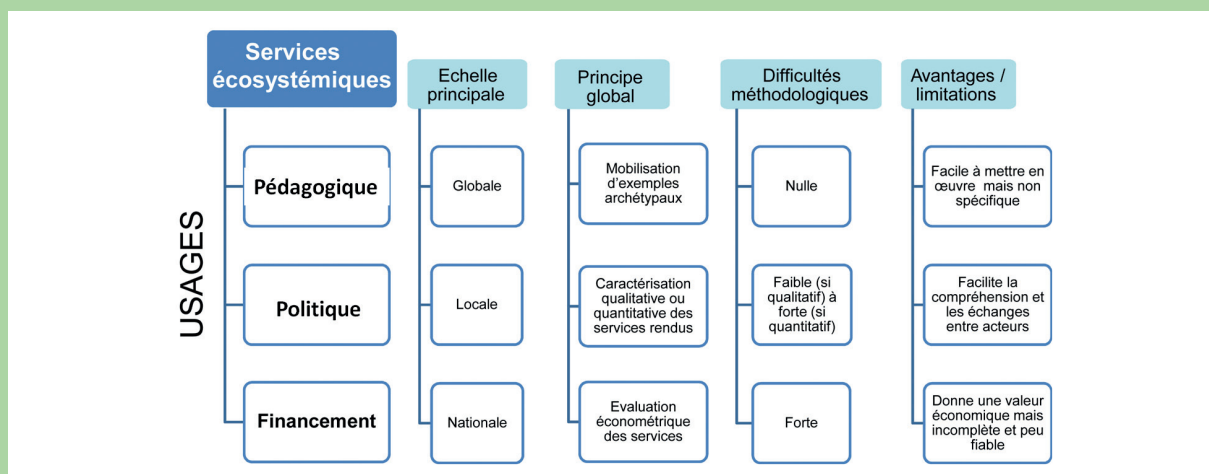 Services
écosystémiques
Echelle
principale
Principe
global
Difficultés
méthodologiques
Avantages /
limitations
USAGES
Pédagogique
Globale
Mobilisation
d'exemples
archétypaux
Nulle
Facile à mettre en
œuvre mais non
spécifique
Politique
Locale
Caractérisation
qualitative ou
quantitative des
services rendus
Faible (si
qualitatif) à
forte (si
quantitatif)
Facilite la
compréhension et
les échanges
entre acteurs
Financement
Nationale
Evaluation
économétrique
des services
Forte
Donne une valeur
économique mais
incomplète et peu
fiable